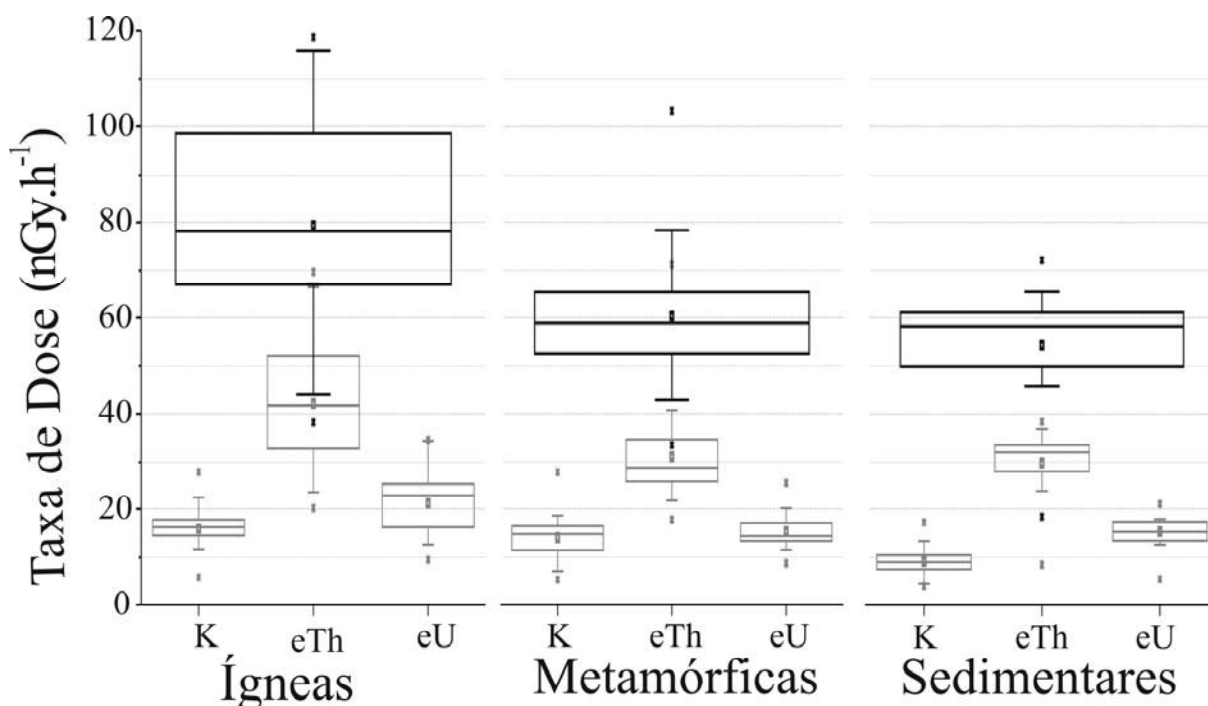 Taxa de Dose (nGy.h⁻¹)
120
100
80
60
40
20
0
K eTh eU K eTh eU K eTh eU
Ígneas Metamórficas Sedimentares